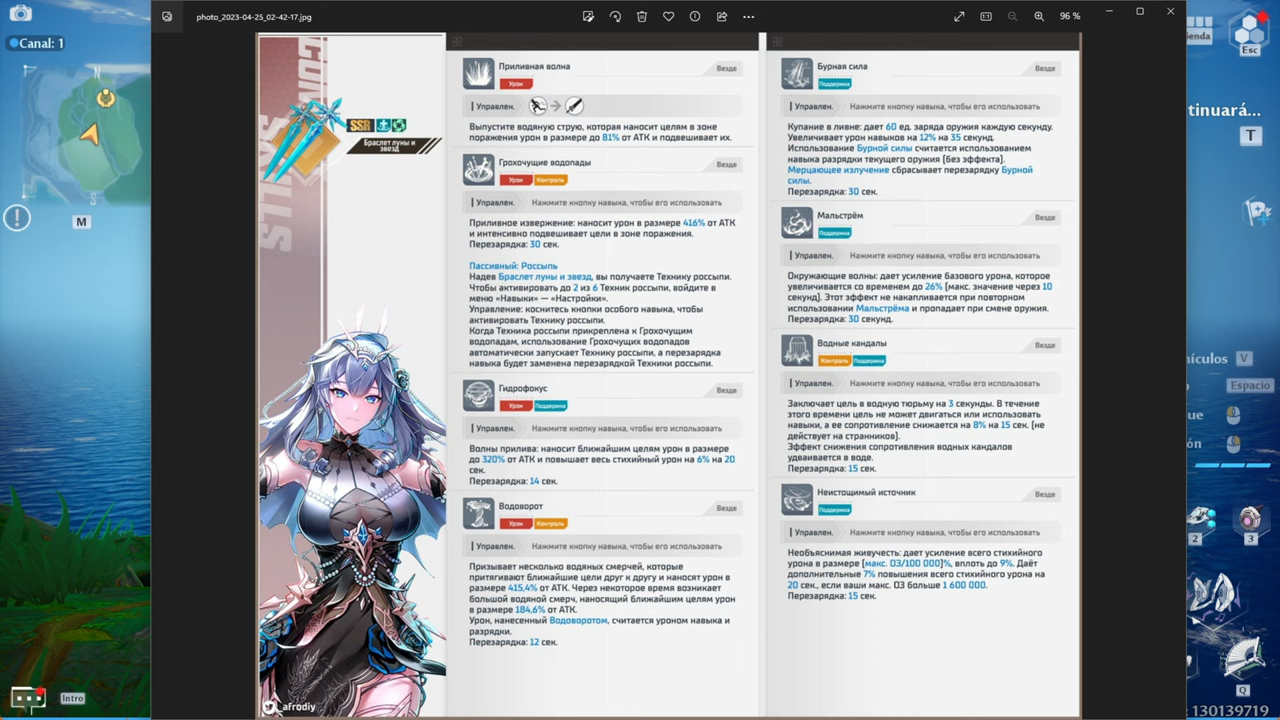 photo_2023-04-25_02-42-17.jpg
96 %
Canal: 1
M
Intro
SSR
Браслет луны и
звезд
afrodiy
Приливная волна
Везде
Урон
Управлен.
Выпустите водяную струю, которая наносит целям в зоне
поражения урон в размере до 81% от АТК и подвешивает их.
Грохочущие водопады
Везде
Урон Контроль
Управлен. Нажмите кнопку навыка, чтобы его использовать
Приливное извержение: наносит урон в размере 416% от АТК
и интенсивно подвешивает цели в зоне поражения.
Перезарядка: 30 сек.
Пассивный: Россыпь
Надев Браслет луны и звезд, вы получаете Технику россыпи.
Чтобы активировать до 2 из 6 Техник россыпи, войдите в
меню «Навыки» — «Настройки».
Управление: коснитесь кнопки особого навыка, чтобы
активировать Технику россыпи.
Когда Техника россыпи прикреплена к Грохочущим
водопадам, использование Грохочущих водопадов
автоматически запускает Технику россыпи, а перезарядка
навыка будет заменена перезарядкой Техники россыпи.
Гидрофокус
Везде
Урон Поддержка
Управлен. Нажмите кнопку навыка, чтобы его использовать
Волны прилива: наносит ближайшим целям урон в размере
до 320% от АТК и повышает весь стихийный урон на 6% на 20
сек.
Перезарядка: 14 сек.
Водоворот
Везде
Урон Контроль
Управлен. Нажмите кнопку навыка, чтобы его использовать
Призывает несколько водяных смерчей, которые
притягивают ближайшие цели друг к другу и наносят урон в
размере 415,4% от АТК. Через некоторое время возникает
большой водяной смерч, наносящий ближайшим целям урон
в размере 184,6% от АТК.
Урон, нанесенный Водоворотом, считается уроном навыка и
разрядки.
Перезарядка: 12 сек.
Бурная сила
Везде
Поддержка
Управлен. Нажмите кнопку навыка, чтобы его использовать
Купание в ливне: дает 60 ед. заряда оружия каждую секунду.
Увеличивает урон навыков на 12% на 35 секунд.
Использование Бурной силы считается использованием
навыка разрядки текущего оружия (без эффекта).
Мерцающее излучение сбрасывает перезарядку Бурной
силы.
Перезарядка: 30 сек.
Мальстрём
Везде
Поддержка
Управлен. Нажмите кнопку навыка, чтобы его использовать
Окружающие волны: дает усиление базового урона, которое
увеличивается со временем до 26% (макс. значение через 10
секунд). Этот эффект не накапливается при повторном
использовании Мальстрёма и пропадает при смене оружия.
Перезарядка: 30 секунд.
Водные кандалы
Везде
Контроль Поддержка
Управлен. Нажмите кнопку навыка, чтобы его использовать
Заключает цель в водную тюрьму на 3 секунды. В течение
этого времени цель не может двигаться или использовать
навыки, а ее сопротивление снижается на 8% на 15 сек. (не
действует на странников).
Эффект снижения сопротивления водных кандалов
удваивается в воде.
Перезарядка: 15 сек.
Неистощимый источник
Везде
Поддержка
Управлен. Нажмите кнопку навыка, чтобы его использовать
Необъяснимая живучесть: дает усиление всего стихийного
урона в размере [макс. ОЗ/100 000]%, вплоть до 9%. Даёт
дополнительные 7% повышения всего стихийного урона на
20 сек., если ваши макс. ОЗ больше 1 600 000.
Перезарядка: 15 сек.
ienda
Esc
tinuará...
T
hículos V
Espacio
ue
ón
2
3
Q
: 130139719